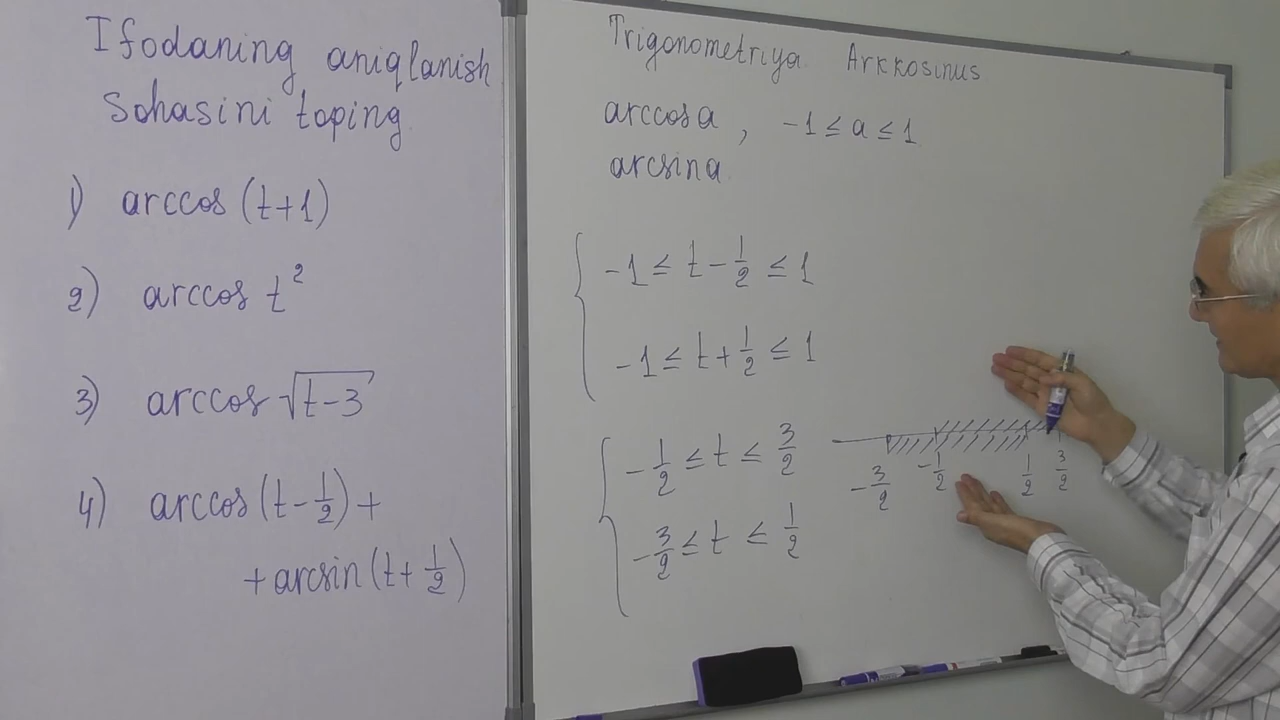 Ifodaning aniqlanish
sohasini toping
1) arccos (t+1)
2) arccos t²
3) arccos √(t-3)
4) arccos (t - 1/2) +
+ arcsin (t + 1/2)
Trigonometriya Arkkosinus
arccos a , -1 ≤ a ≤ 1
arcsin a
{ -1 ≤ t - 1/2 ≤ 1
-1 ≤ t + 1/2 ≤ 1
{ -1/2 ≤ t ≤ 3/2
-3/2 ≤ t ≤ 1/2
-3/2 -1/2 1/2 3/2